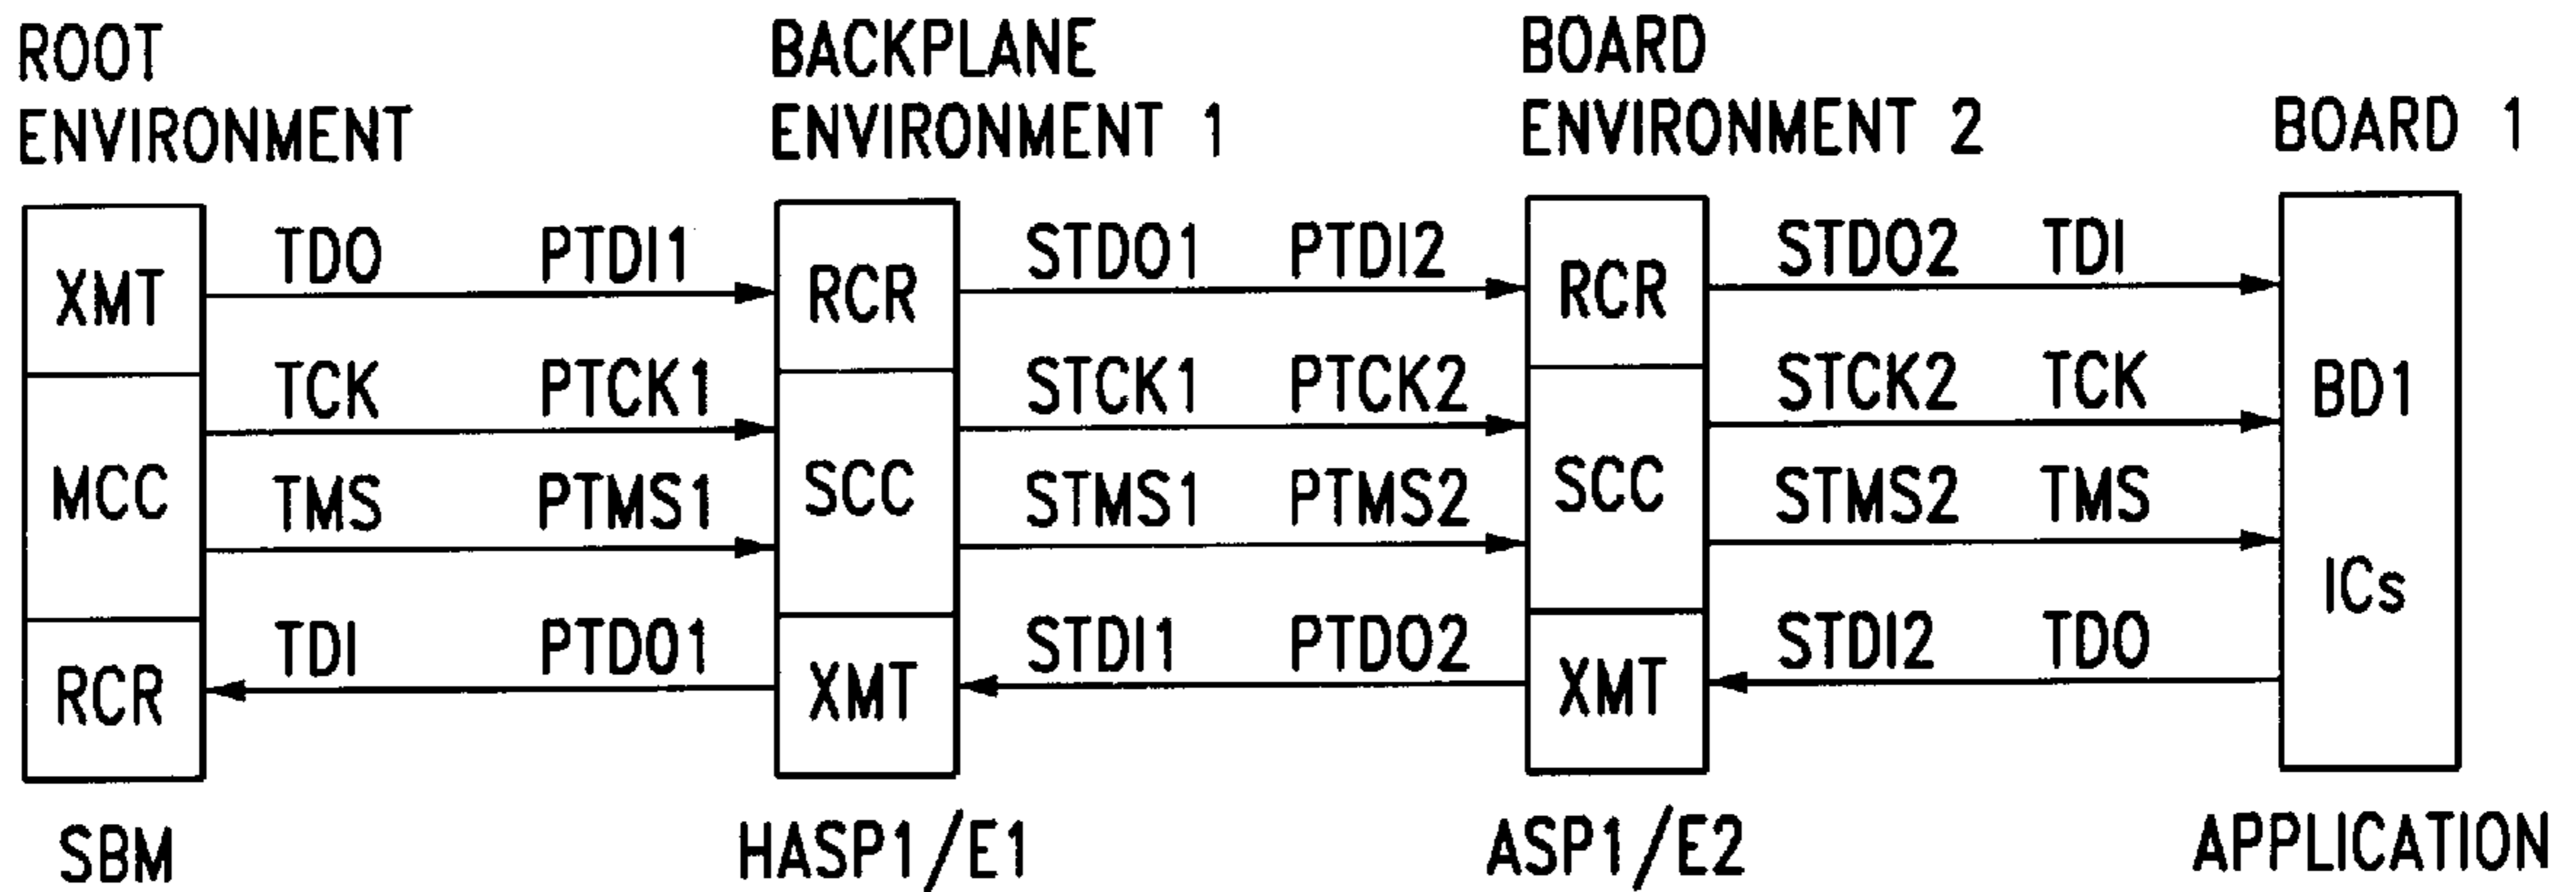 ROOT
ENVIRONMENT
BACKPLANE
ENVIRONMENT 1
BOARD
ENVIRONMENT 2
BOARD 1
XMT
TDO PTDI1
RCR
STDO1 PTDI2
RCR
STDO2 TDI
MCC
TCK PTCK1
TMS PTMS1
SCC
STCK1 PTCK2
STMS1 PTMS2
SCC
STCK2 TCK
STMS2 TMS
BD1
ICs
RCR
TDI PTDO1
XMT
STDI1 PTDO2
XMT
STDI2 TDO
SBM
HASP1/E1
ASP1/E2
APPLICATION